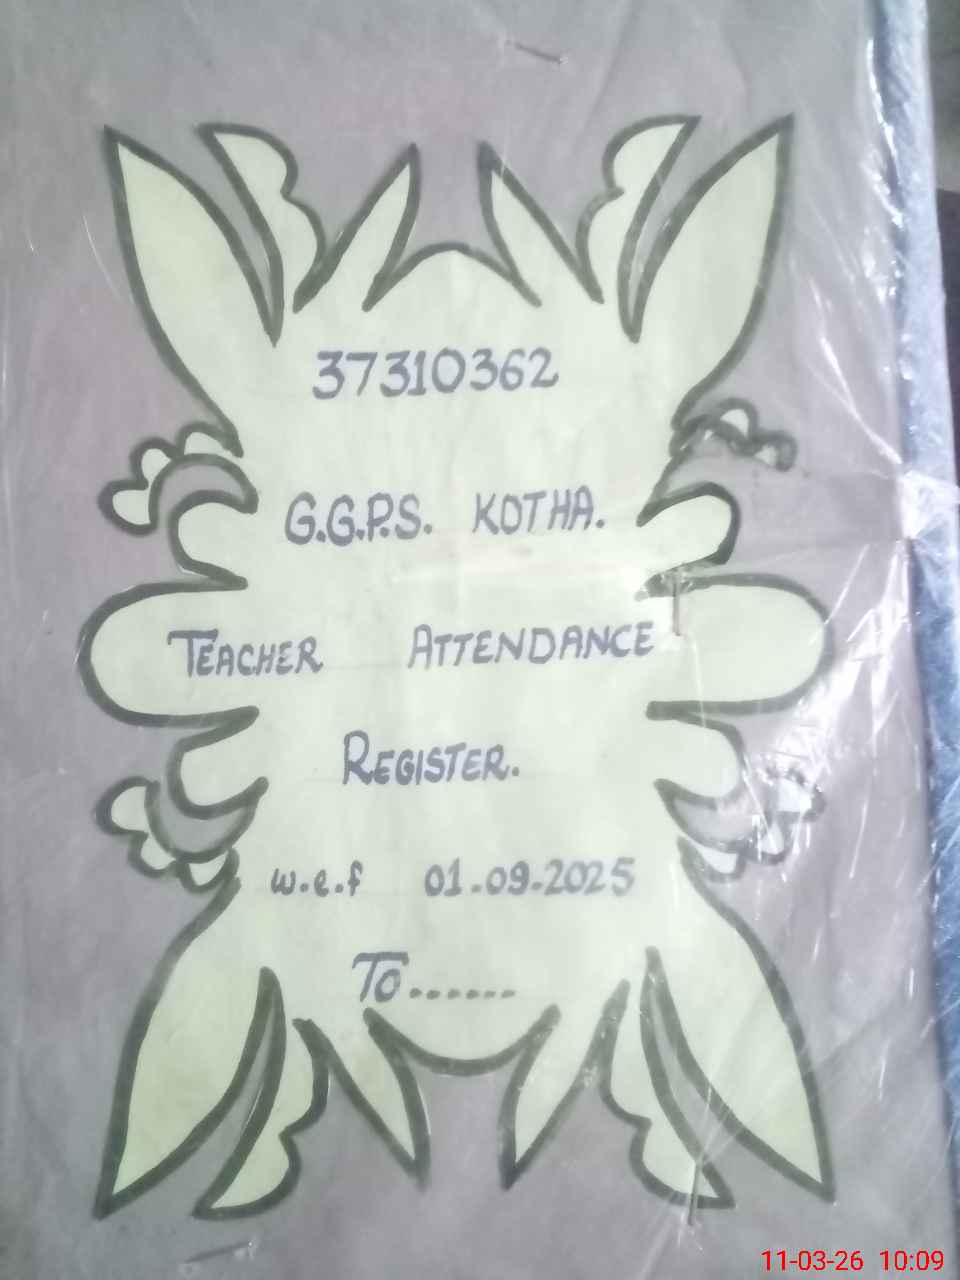 37310362
G.G.P.S. KOTHA.
TEACHER ATTENDANCE
REGISTER.
w.e.f 01.09.2025
To......
11-03-26 10:09